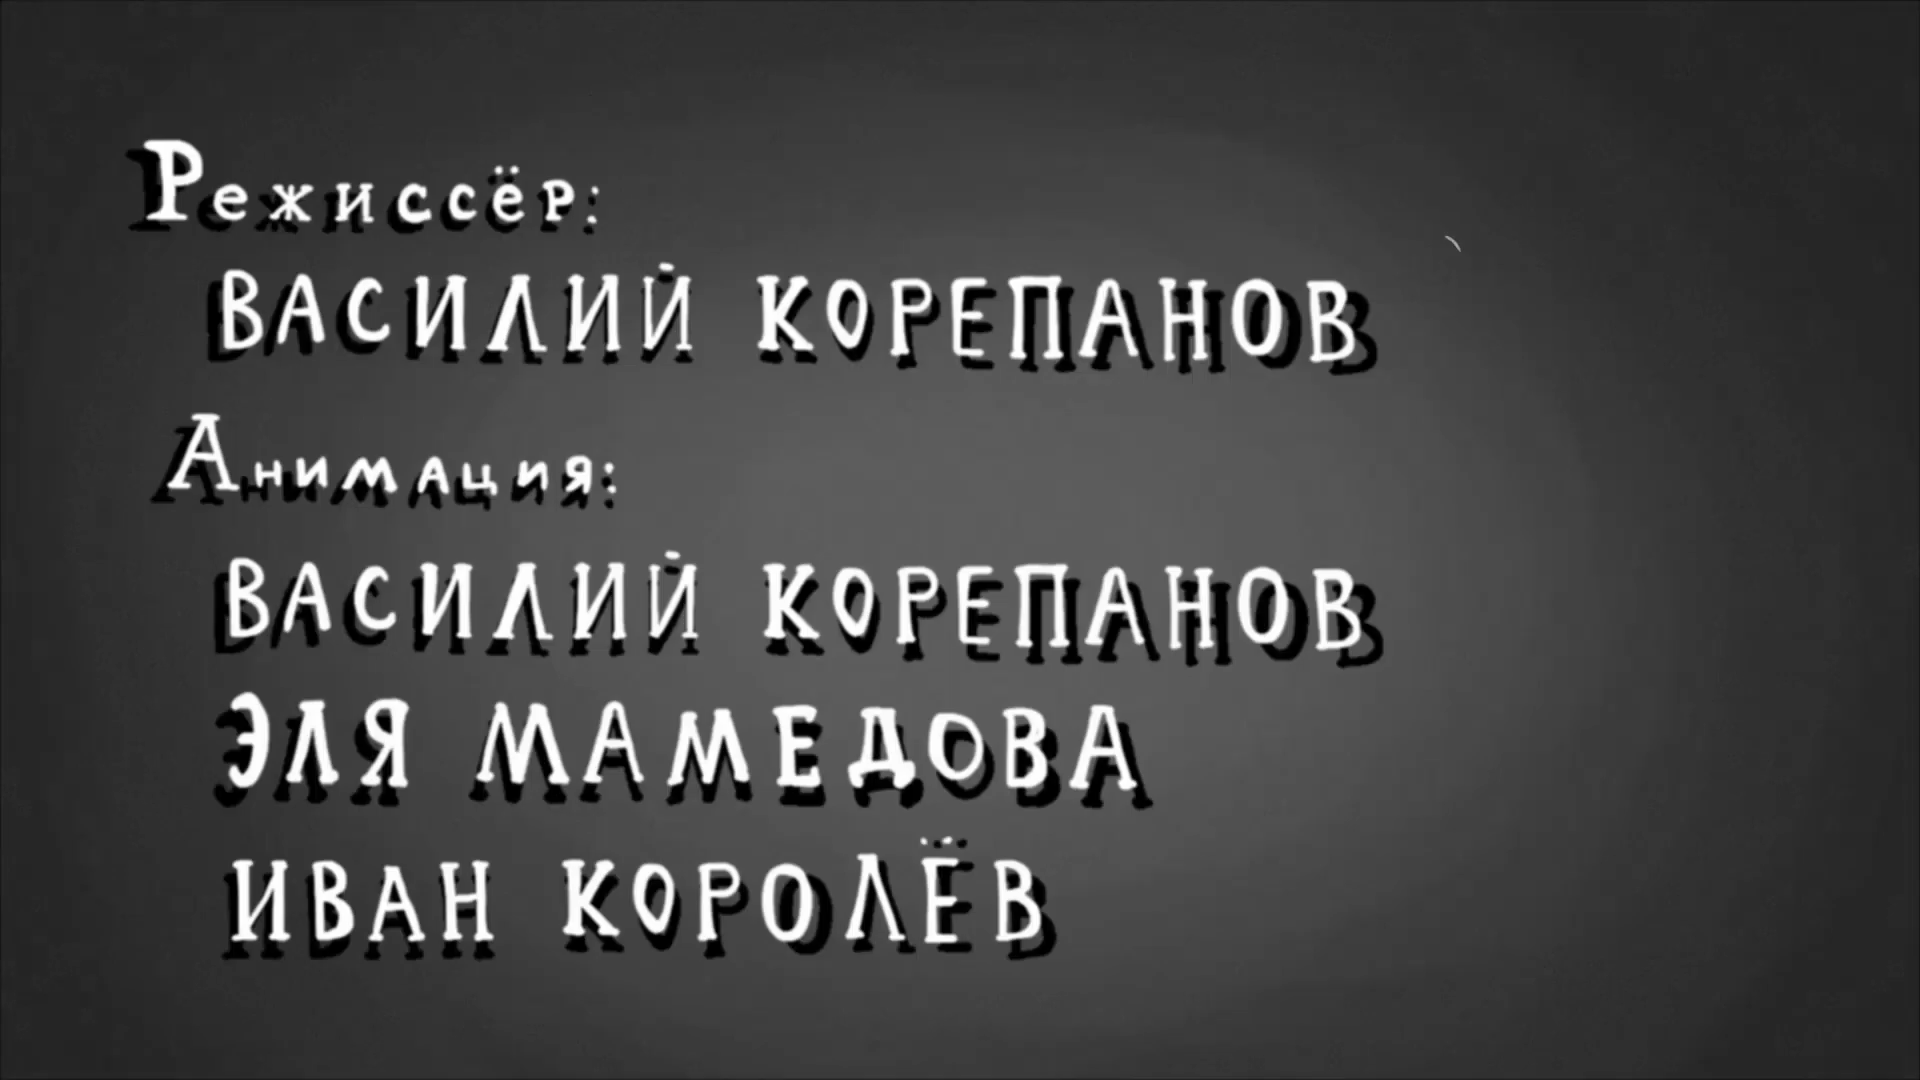 Режиссёр:
ВАСИЛИЙ КОРЕПАНОВ
Анимация:
ВАСИЛИЙ КОРЕПАНОВ
ЭЛЯ МАМЕДОВА
ИВАН КОРОЛЁВ